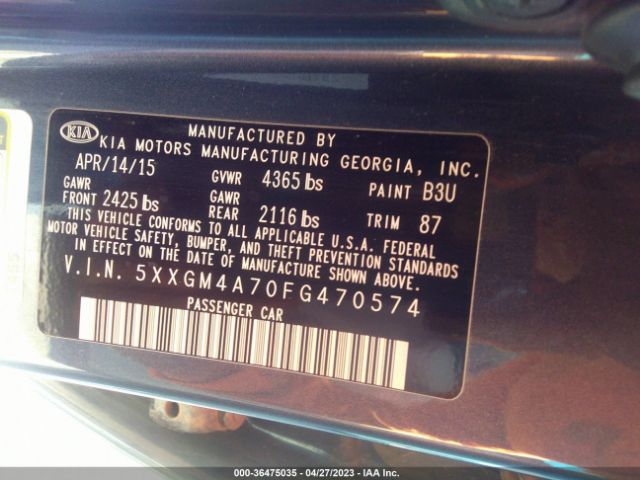 KIA
MANUFACTURED BY
KIA MOTORS MANUFACTURING GEORGIA, INC.
APR/14/15 GVWR 4365 lbs PAINT B3U
GAWR FRONT 2425 lbs GAWR REAR 2116 lbs TRIM 87
THIS VEHICLE CONFORMS TO ALL APPLICABLE U.S.A. FEDERAL
MOTOR VEHICLE SAFETY, BUMPER, AND THEFT PREVENTION STANDARDS
IN EFFECT ON THE DATE OF MANUFACTURE SHOWN ABOVE.
V.I.N. 5XXGM4A70FG470574
PASSENGER CAR
000-36475035 - 04/27/2023 - IAA Inc.